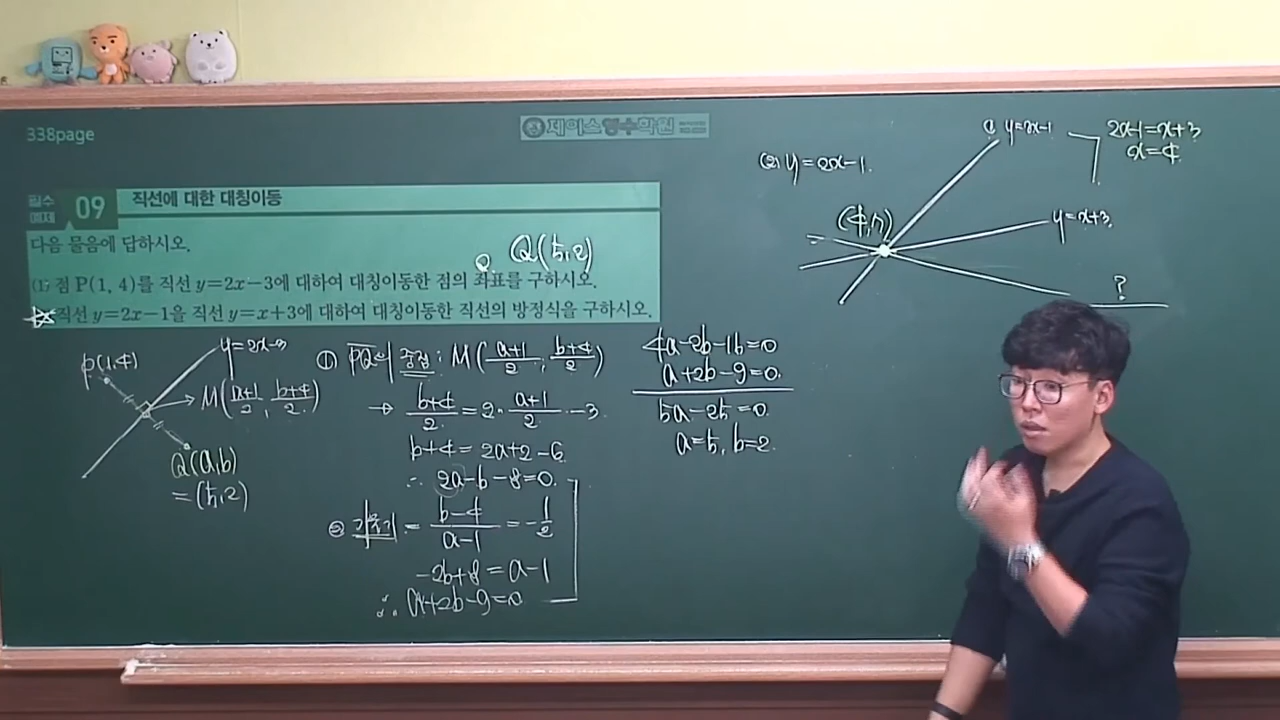 338page
제이스영수학원
필수
예제 09 직선에 대한 대칭이동
다음 물음에 답하시오.
Q(5,2)
(1) 점 P(1, 4)를 직선 y=2x-3에 대하여 대칭이동한 점의 좌표를 구하시오.
직선 y=2x-1을 직선 y=x+3에 대하여 대칭이동한 직선의 방정식을 구하시오.
P(1,4)
y=2x-3
M(a+1/2, b+4/2)
Q(a,b)
=(5,2)
① PQ의 중점: M(a+1/2, b+4/2)
→ b+4/2 = 2·a+1/2 -3
b+4=2a+2-6
∴ 2a-b-8=0
② 기울기 = b-4/a-1 = -1/2
-2b+8=a-1
∴ a+2b-9=0
4a-2b-16=0
a+2b-9=0
5a-25=0
a=5, b=2
(2) y=2x-1.
y=2x-1
2x-1=x+3
x=4
(4,7)
y=x+3
?